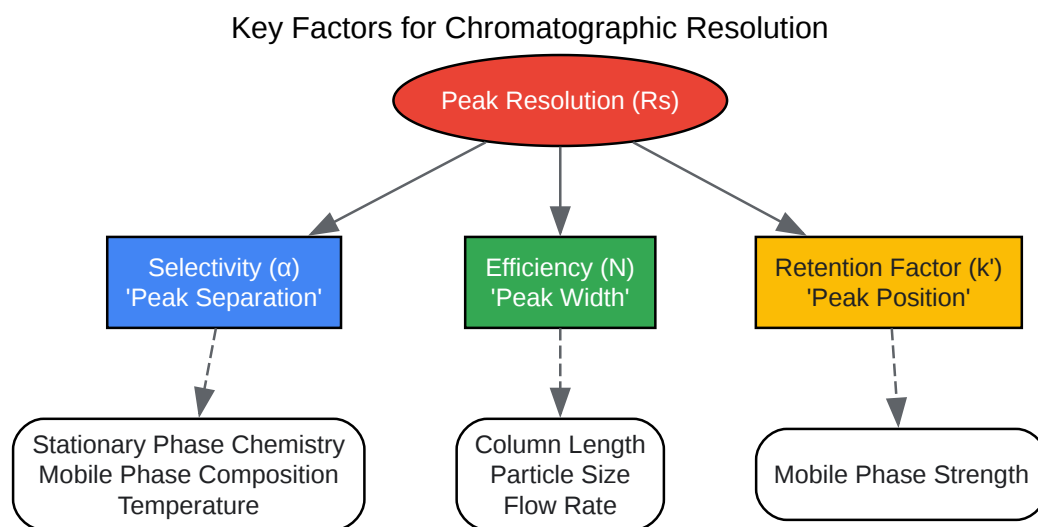 Key Factors for Chromatographic Resolution
Peak Resolution (Rs)
Selectivity (α)
'Peak Separation'
Efficiency (N)
'Peak Width'
Retention Factor (k')
'Peak Position'
Stationary Phase Chemistry
Mobile Phase Composition
Temperature
Column Length
Particle Size
Flow Rate
Mobile Phase Strength